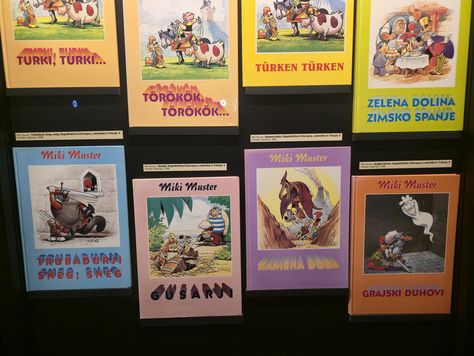 TURKI, TURKI...
TÖRÖKÖK,
TÖRÖKÖK...
TÜRKEN TÜRKEN
ZELENA DOLINA
ZIMSKO SPANJE
Miki Muster
TRUBADURJI
SNEG, SNEG
Miki Muster
GUSARJI
Miki Muster
KAMENA DOBA
Miki Muster
GRAJSKI DUHOVI